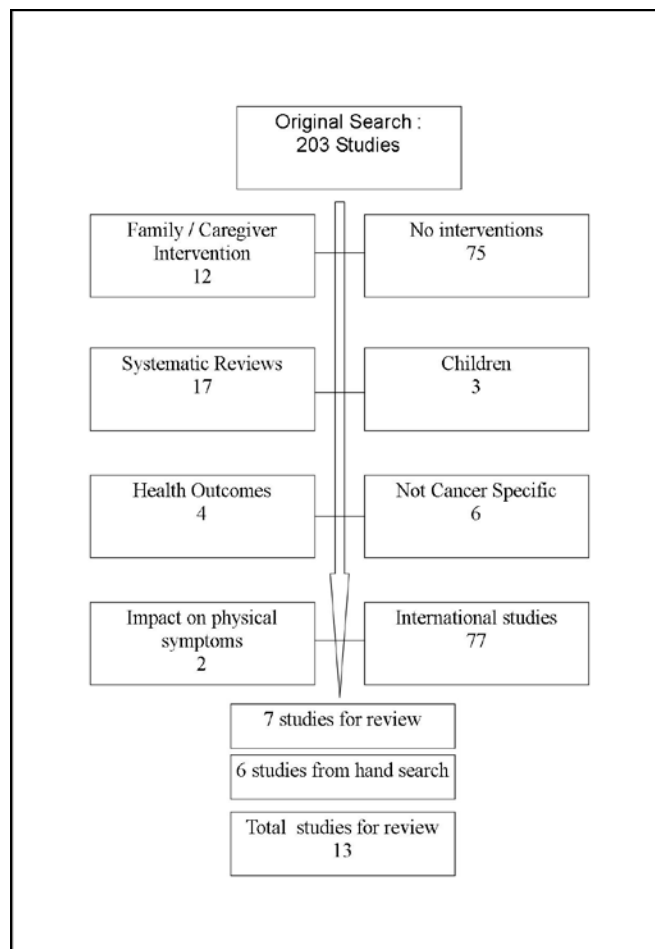 Original Search :
203 Studies
Family / Caregiver
Intervention
12
No interventions
75
Systematic Reviews
17
Children
3
Health Outcomes
4
Not Cancer Specific
6
Impact on physical
symptoms
2
International studies
77
7 studies for review
6 studies from hand search
Total studies for review
13